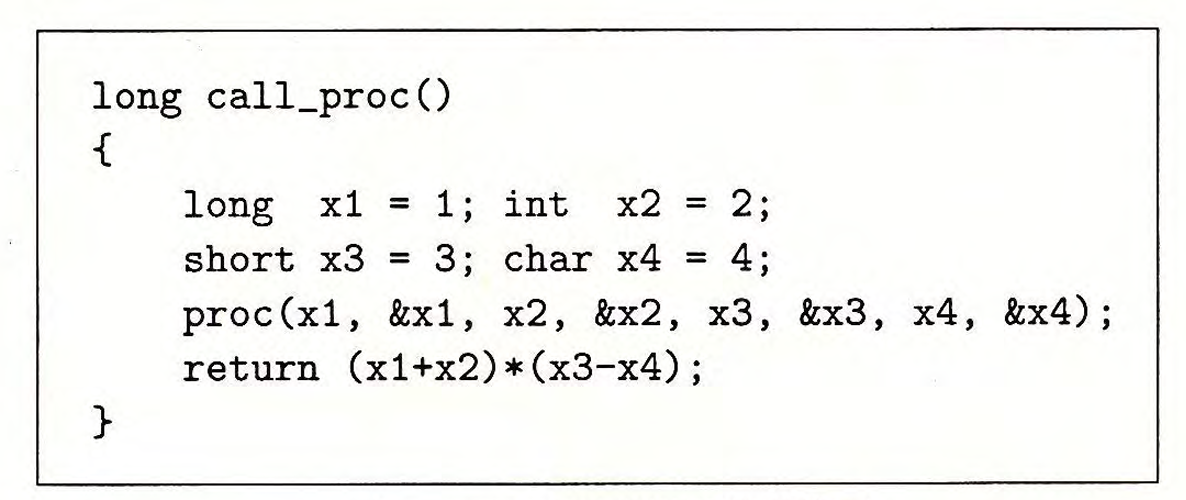 long call_proc()
{
    long  x1 = 1; int  x2 = 2;
    short x3 = 3; char x4 = 4;
    proc(x1, &x1, x2, &x2, x3, &x3, x4, &x4);
    return (x1+x2)*(x3-x4);
}